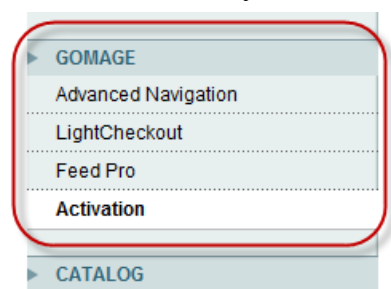 GOMAGE
Advanced Navigation
LightCheckout
Feed Pro
Activation
CATALOG